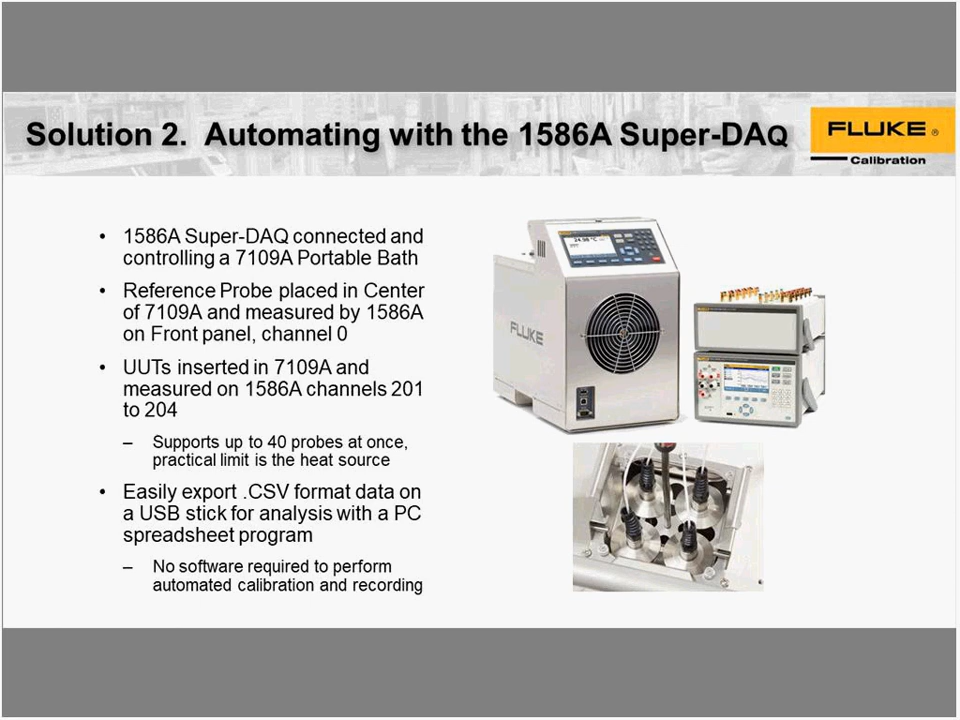 Solution 2.  Automating with the 1586A Super-DAQ
FLUKE ®
Calibration
• 1586A Super-DAQ connected and
controlling a 7109A Portable Bath
• Reference Probe placed in Center
of 7109A and measured by 1586A
on Front panel, channel 0
• UUTs inserted in 7109A and
measured on 1586A channels 201
to 204
– Supports up to 40 probes at once,
practical limit is the heat source
• Easily export .CSV format data on
a USB stick for analysis with a PC
spreadsheet program
– No software required to perform
automated calibration and recording
24.98 °C
FLUKE